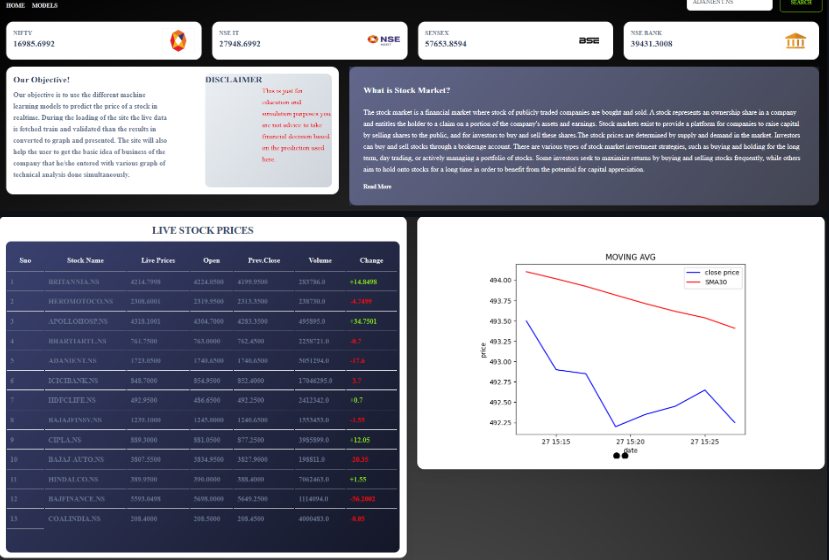 HOME MODELS
ADANIENT.NS
SEARCH
NIFTY
16985.6992
NSE IT
27948.6992
NSE
SENSEX
57653.8594
BSE
NSE BANK
39431.3008
Our Objective!
Our objective is to use the different machine
learning models to predict the price of a stock in
realtime. During the loading of the site the live data
is fetched train and validated than the results in
converted to graph and presented. The site will also
help the user to get the basic idea of business of the
company that he/she entered with various graph of
technical analysis done simultaneously.
DISCLAIMER
This is just for
education and
simulation purposes you
are not advice to take
financial decision based
on the prediction used
here.
What is Stock Market?
The stock market is a financial market where stock of publicly traded companies are bought and sold. A stock represents an ownership share in a company
and entitles the holder to a claim on a portion of the company's assets and earnings. Stock markets exist to provide a platform for companies to raise capital
by selling shares to the public, and for investors to buy and sell these shares.The stock prices are determined by supply and demand in the market. Investors
can buy and sell stocks through a brokerage account. There are various types of stock market investment strategies, such as buying and holding for the long
term, day trading, or actively managing a portfolio of stocks. Some investors seek to maximize returns by buying and selling stocks frequently, while others
aim to hold onto stocks for a long time in order to benefit from the potential for capital appreciation.
Read More
LIVE STOCK PRICES
Sno Stock Name Live Prices Open Prev.Close Volume Change
1 BRITANNIA.NS 4214.7998 4224.0500 4199.9500 283786.0 +14.8498
2 HEROMOTOCO.NS 2308.6001 2319.9500 2313.3500 238730.0 -4.7499
3 APOLLOHOSP.NS 4318.1001 4304.7000 4283.3500 495895.0 +34.7501
4 BHARTIARTL.NS 761.7500 763.0000 762.4500 2258721.0 -0.7
5 ADANIENT.NS 1723.0500 1740.6500 1740.6500 5051294.0 -17.6
6 ICICIBANK.NS 848.7000 854.9500 852.4000 17046295.0 3.7
7 HDFCLIFE.NS 492.9500 486.6500 492.2500 2412342.0 +0.7
8 BAJAJFINSV.NS 1239.1000 1245.0000 1240.6500 1553453.0 -1.55
9 CIPLA.NS 889.3000 881.0500 877.2500 3985899.0 +12.05
10 BAJAJ-AUTO.NS 3807.5500 3834.9500 3827.9000 198811.0 -20.35
11 HINDALCO.NS 389.9500 390.0000 388.4000 7062463.0 +1.55
12 BAJFINANCE.NS 5593.0498 5698.0000 5649.2500 1114094.0 -56.2002
13 COALINDIA.NS 208.4000 208.5000 208.4500 4000483.0 0.05
MOVING AVG
close price
SMA30
price
494.00
493.75
493.50
493.25
493.00
492.75
492.50
492.25
27 15:15 27 15:20 27 15:25
date